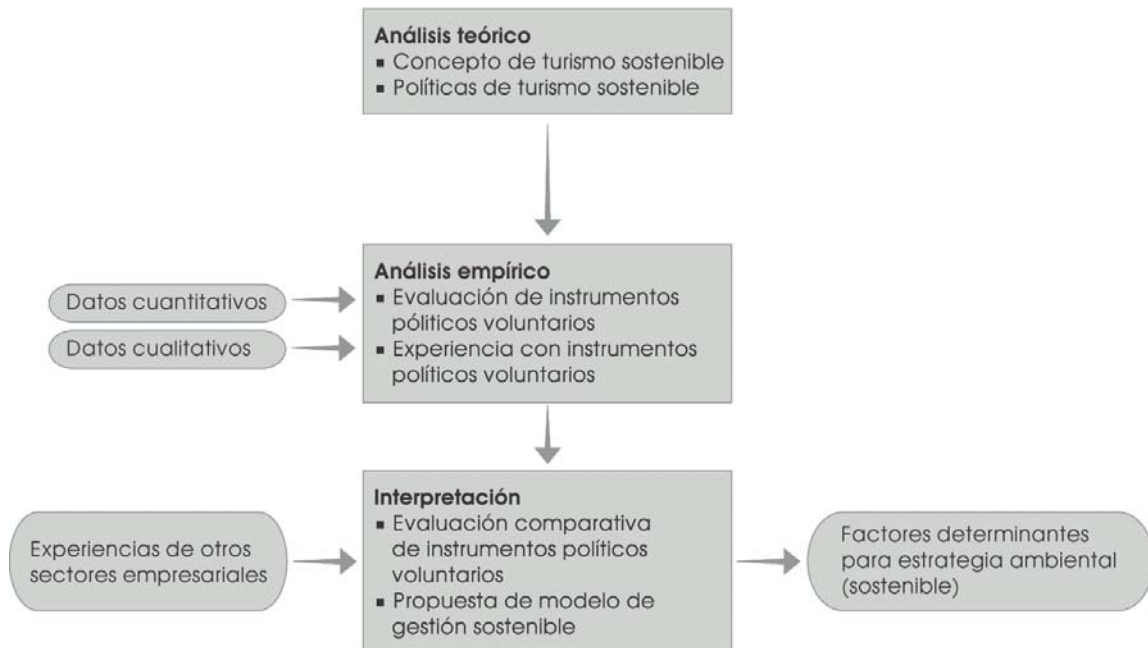 Análisis teórico
▪ Concepto de turismo sostenible
▪ Políticas de turismo sostenible
Análisis empírico
▪ Evaluación de instrumentos
póliticos voluntarios
▪ Experiencia con instrumentos
políticos voluntarios
Datos cuantitativos
Datos cualitativos
Interpretación
▪ Evaluación comparativa
de instrumentos políticos
voluntarios
▪ Propuesta de modelo de
gestión sostenible
Experiencias de otros
sectores empresariales
Factores determinantes
para estrategia ambiental
(sostenible)